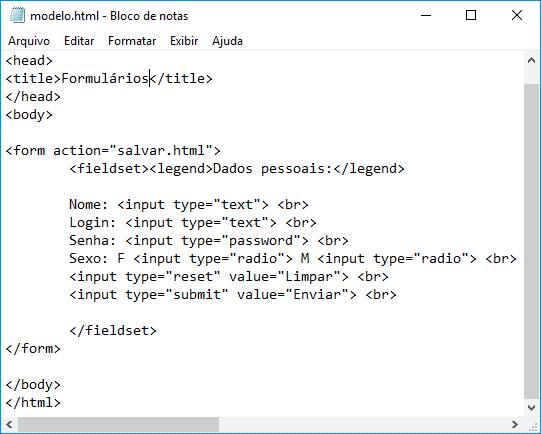 modelo.html - Bloco de notas
Arquivo Editar Formatar Exibir Ajuda
<head>
<title>Formulários</title>
</head>
<body>
<form action="salvar.html">
<fieldset><legend>Dados pessoais:</legend>
Nome: <input type="text"> <br>
Login: <input type="text"> <br>
Senha: <input type="password"> <br>
Sexo: F <input type="radio"> M <input type="radio"> <br>
<input type="reset" value="Limpar"> <br>
<input type="submit" value="Enviar"> <br>
</fieldset>
</form>
</body>
</html>